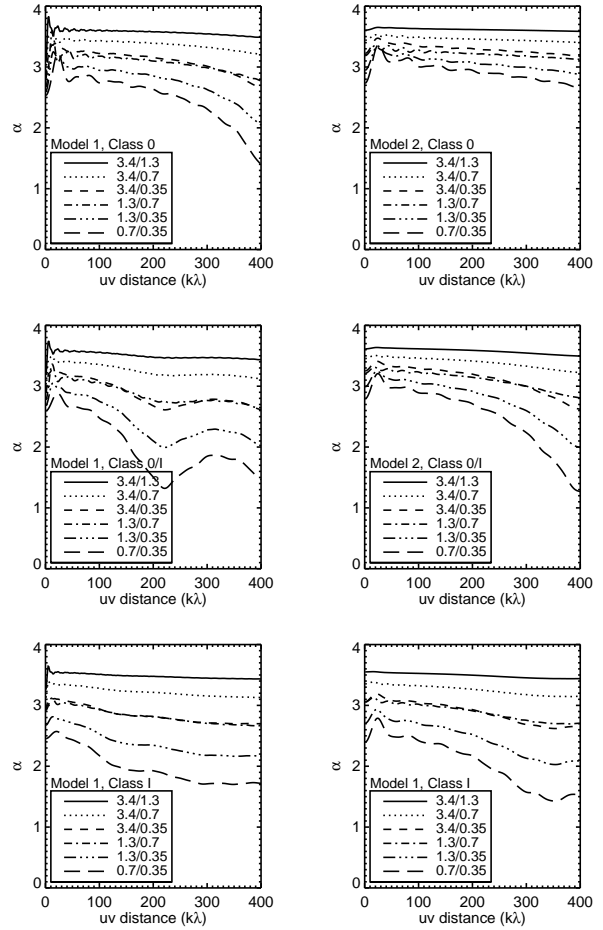 4
3
2
1
0
α
Model 1, Class 0
3.4/1.3
3.4/0.7
3.4/0.35
1.3/0.7
1.3/0.35
0.7/0.35
0 100 200 300 400
uv distance (kλ)
4
3
2
1
0
α
Model 2, Class 0
3.4/1.3
3.4/0.7
3.4/0.35
1.3/0.7
1.3/0.35
0.7/0.35
0 100 200 300 400
uv distance (kλ)
4
3
2
1
0
α
Model 1, Class 0/I
3.4/1.3
3.4/0.7
3.4/0.35
1.3/0.7
1.3/0.35
0.7/0.35
0 100 200 300 400
uv distance (kλ)
4
3
2
1
0
α
Model 2, Class 0/I
3.4/1.3
3.4/0.7
3.4/0.35
1.3/0.7
1.3/0.35
0.7/0.35
0 100 200 300 400
uv distance (kλ)
4
3
2
1
0
α
Model 1, Class I
3.4/1.3
3.4/0.7
3.4/0.35
1.3/0.7
1.3/0.35
0.7/0.35
0 100 200 300 400
uv distance (kλ)
4
3
2
1
0
α
Model 1, Class I
3.4/1.3
3.4/0.7
3.4/0.35
1.3/0.7
1.3/0.35
0.7/0.35
0 100 200 300 400
uv distance (kλ)